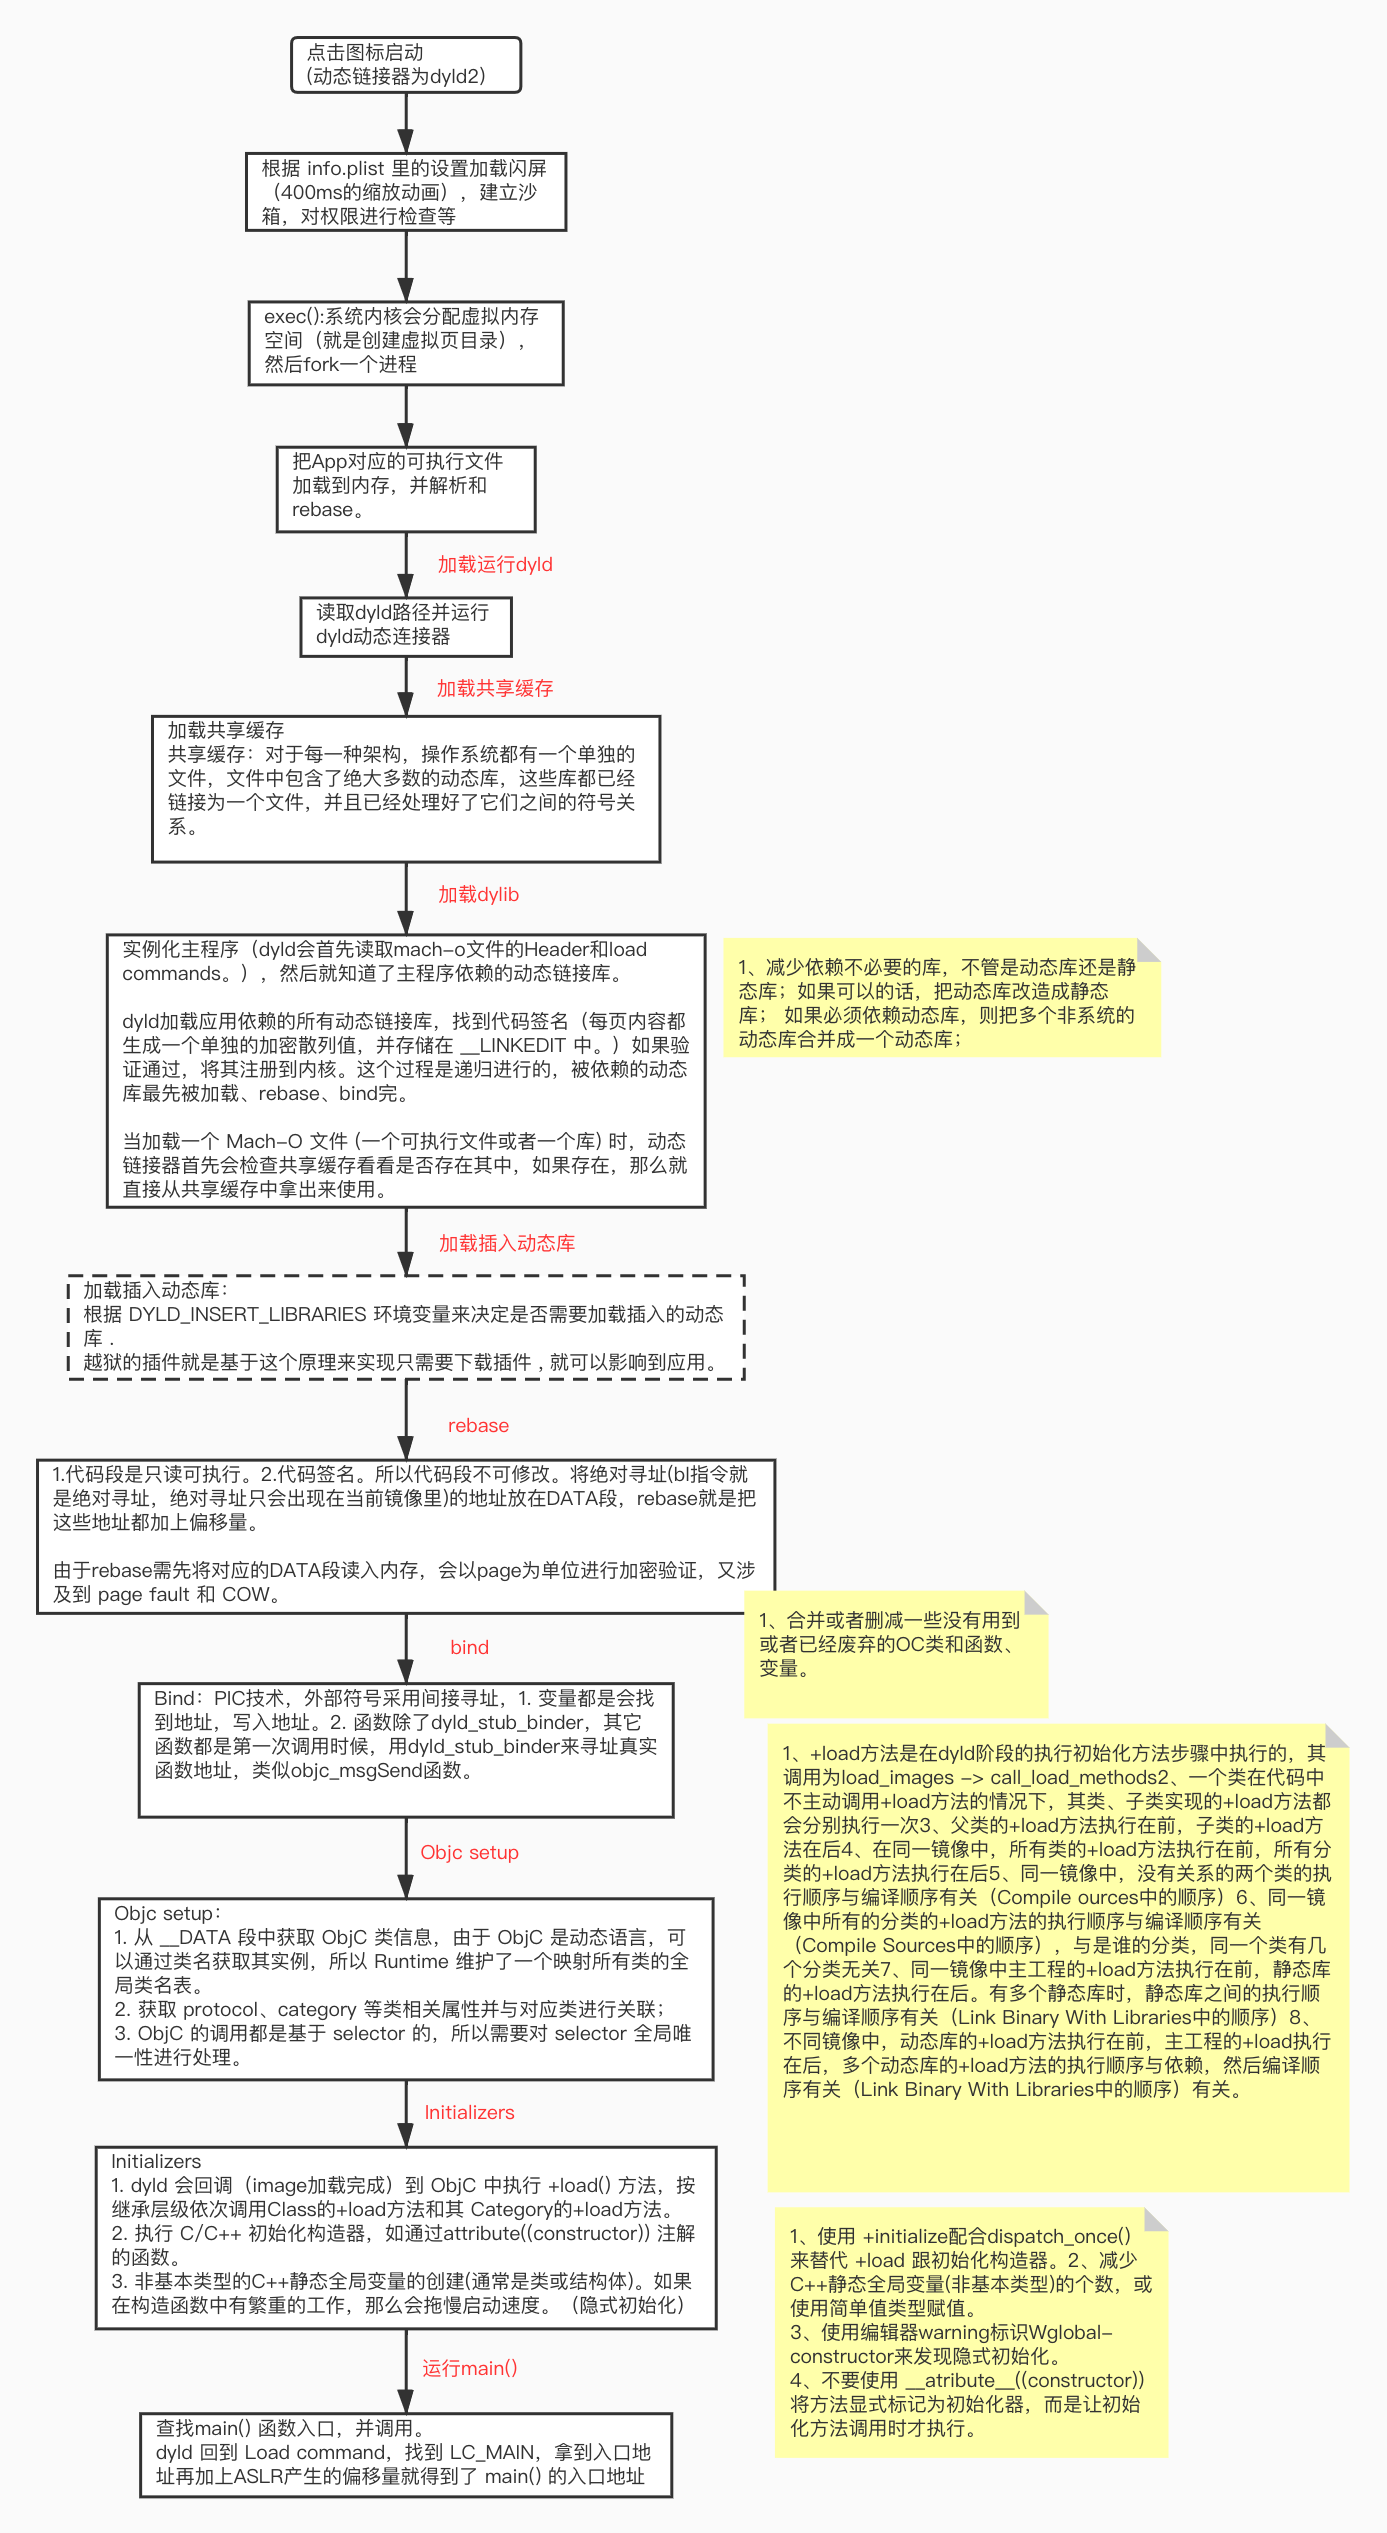 点击图标启动
(动态链接器为dyld2)
根据 info.plist 里的设置加载闪屏
（400ms的缩放动画），建立沙
箱，对权限进行检查等
exec():系统内核会分配虚拟内存
空间（就是创建虚拟页目录），
然后fork一个进程
把App对应的可执行文件
加载到内存，并解析和
rebase。
加载运行dyld
读取dyld路径并运行
dyld动态连接器
加载共享缓存
加载共享缓存
共享缓存：对于每一种架构，操作系统都有一个单独的
文件，文件中包含了绝大多数的动态库，这些库都已经
链接为一个文件，并且已经处理好了它们之间的符号关
系。
加载dylib
实例化主程序（dyld会首先读取mach-o文件的Header和load
commands。），然后就知道了主程序依赖的动态链接库。
dyld加载应用依赖的所有动态链接库，找到代码签名（每页内容都
生成一个单独的加密散列值，并存储在 __LINKEDIT 中。）如果验
证通过，将其注册到内核。这个过程是递归进行的，被依赖的动态
库最先被加载、rebase、bind完。
当加载一个 Mach-O 文件 (一个可执行文件或者一个库) 时，动态
链接器首先会检查共享缓存看看是否存在其中，如果存在，那么就
直接从共享缓存中拿出来使用。
1、减少依赖不必要的库，不管是动态库还是静
态库；如果可以的话，把动态库改造成静态
库； 如果必须依赖动态库，则把多个非系统的
动态库合并成一个动态库；
加载插入动态库
加载插入动态库：
根据 DYLD_INSERT_LIBRARIES 环境变量来决定是否需要加载插入的动态
库 .
越狱的插件就是基于这个原理来实现只需要下载插件 , 就可以影响到应用。
rebase
1.代码段是只读可执行。2.代码签名。所以代码段不可修改。将绝对寻址(bl指令就
是绝对寻址，绝对寻址只会出现在当前镜像里)的地址放在DATA段，rebase就是把
这些地址都加上偏移量。
由于rebase需先将对应的DATA段读入内存，会以page为单位进行加密验证，又涉
及到 page fault 和 COW。
1、合并或者删减一些没有用到
或者已经废弃的OC类和函数、
变量。
bind
Bind：PIC技术，外部符号采用间接寻址，1. 变量都是会找
到地址，写入地址。2. 函数除了dyld_stub_binder，其它
函数都是第一次调用时候，用dyld_stub_binder来寻址真实
函数地址，类似objc_msgSend函数。
1、+load方法是在dyld阶段的执行初始化方法步骤中执行的，其
调用为load_images -> call_load_methods2、一个类在代码中
不主动调用+load方法的情况下，其类、子类实现的+load方法都
会分别执行一次3、父类的+load方法执行在前，子类的+load方
法在后4、在同一镜像中，所有类的+load方法执行在前，所有分
类的+load方法执行在后5、同一镜像中，没有关系的两个类的执
行顺序与编译顺序有关（Compile ources中的顺序）6、同一镜
像中所有的分类的+load方法的执行顺序与编译顺序有关
（Compile Sources中的顺序），与是谁的分类，同一个类有几
个分类无关7、同一镜像中主工程的+load方法执行在前，静态库
的+load方法执行在后。有多个静态库时，静态库之间的执行顺
序与编译顺序有关（Link Binary With Libraries中的顺序）8、
不同镜像中，动态库的+load方法执行在前，主工程的+load执行
在后，多个动态库的+load方法的执行顺序与依赖，然后编译顺
序有关（Link Binary With Libraries中的顺序）有关。
Objc setup
Objc setup：
1. 从 __DATA 段中获取 ObjC 类信息，由于 ObjC 是动态语言，可
以通过类名获取其实例，所以 Runtime 维护了一个映射所有类的全
局类名表。
2. 获取 protocol、category 等类相关属性并与对应类进行关联；
3. ObjC 的调用都是基于 selector 的，所以需要对 selector 全局唯
一性进行处理。
Initializers
Initializers
1. dyld 会回调（image加载完成）到 ObjC 中执行 +load() 方法，按
继承层级依次调用Class的+load方法和其 Category的+load方法。
2. 执行 C/C++ 初始化构造器，如通过attribute((constructor)) 注解
的函数。
3. 非基本类型的C++静态全局变量的创建(通常是类或结构体)。如果
在构造函数中有繁重的工作，那么会拖慢启动速度。（隐式初始化）
1、使用 +initialize配合dispatch_once()
来替代 +load 跟初始化构造器。2、减少
C++静态全局变量(非基本类型)的个数，或
使用简单值类型赋值。
3、使用编辑器warning标识Wglobal-
constructor来发现隐式初始化。
4、不要使用 __atribute__((constructor))
将方法显式标记为初始化器，而是让初始
化方法调用时才执行。
运行main()
查找main() 函数入口，并调用。
dyld 回到 Load command，找到 LC_MAIN，拿到入口地
址再加上ASLR产生的偏移量就得到了 main() 的入口地址